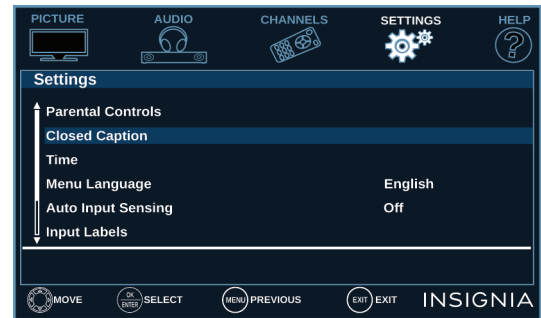 PICTURE AUDIO CHANNELS SETTINGS HELP
Settings
Parental Controls
Closed Caption
Time
Menu Language English
Auto Input Sensing Off
Input Labels
MOVE OK ENTER SELECT MENU PREVIOUS EXIT EXIT INSIGNIA